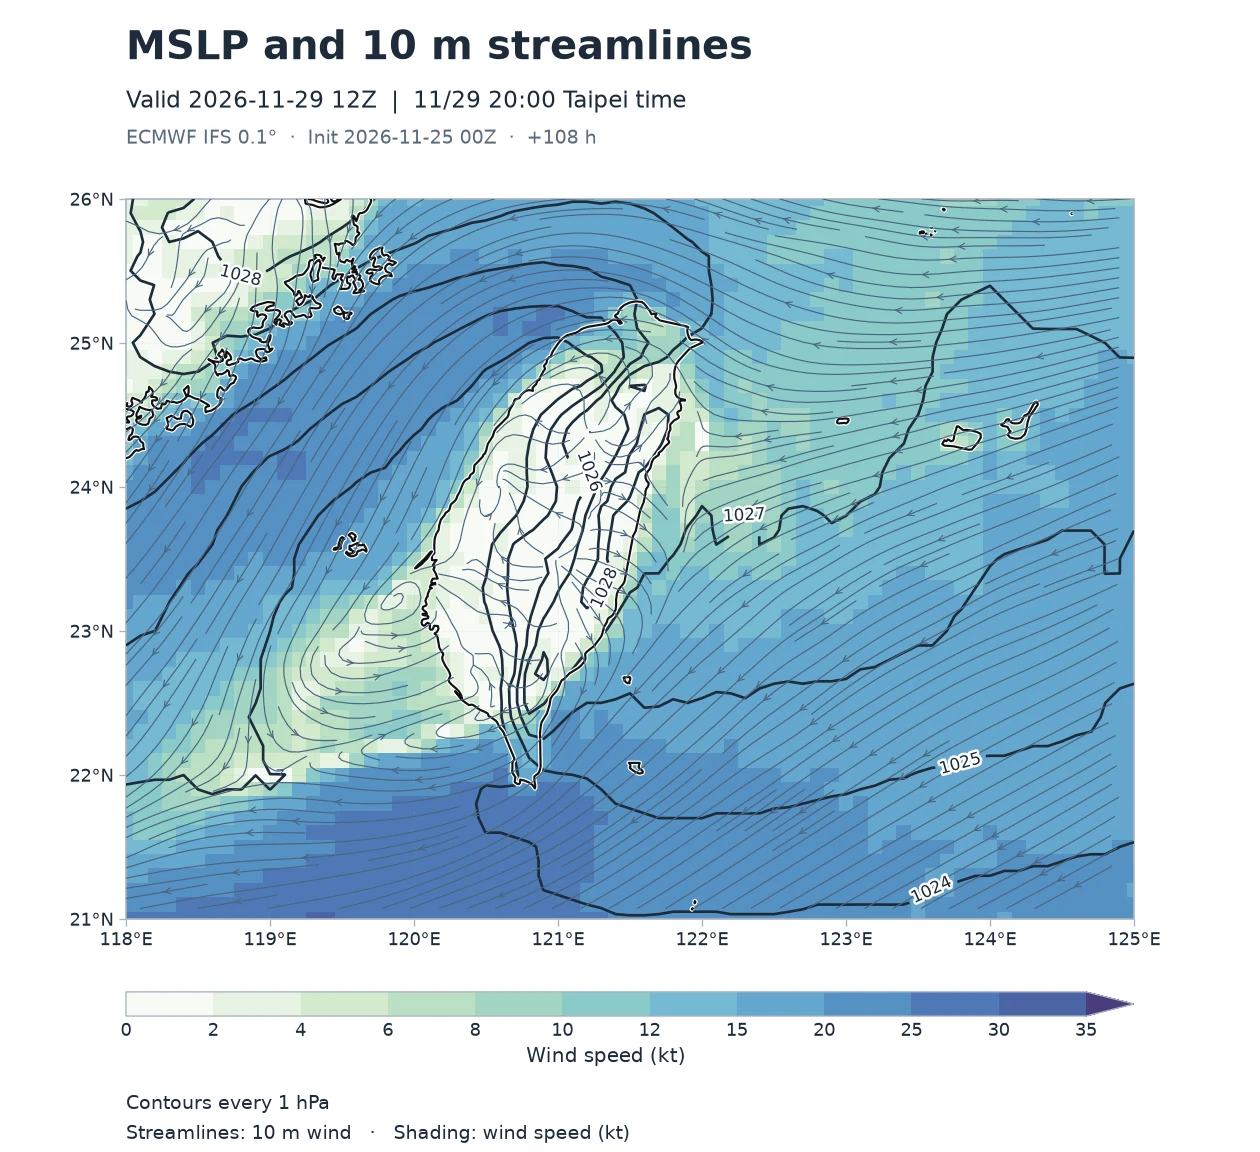 MSLP and 10 m streamlines
Valid 2026-11-29 12Z | 11/29 20:00 Taipei time
ECMWF IFS 0.1° · Init 2026-11-25 00Z · +108 h
26°N
1028
25°N
1026
24°N
1027
1028
23°N
1025
22°N
1024
21°N
118°E 119°E 120°E 121°E 122°E 123°E 124°E 125°E
0 2 4 6 8 10 12 15 20 25 30 35
Wind speed (kt)
Contours every 1 hPa
Streamlines: 10 m wind · Shading: wind speed (kt)